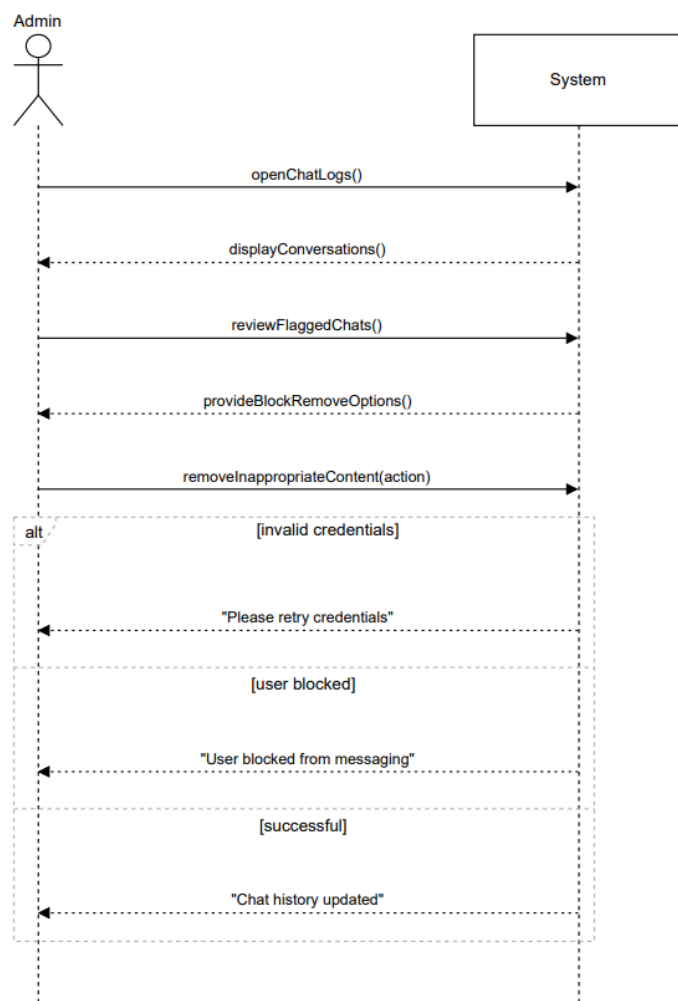 Admin
System
openChatLogs()
displayConversations()
reviewFlaggedChats()
provideBlockRemoveOptions()
removeInappropriateContent(action)
alt
[invalid credentials]
"Please retry credentials"
[user blocked]
"User blocked from messaging"
[successful]
"Chat history updated"